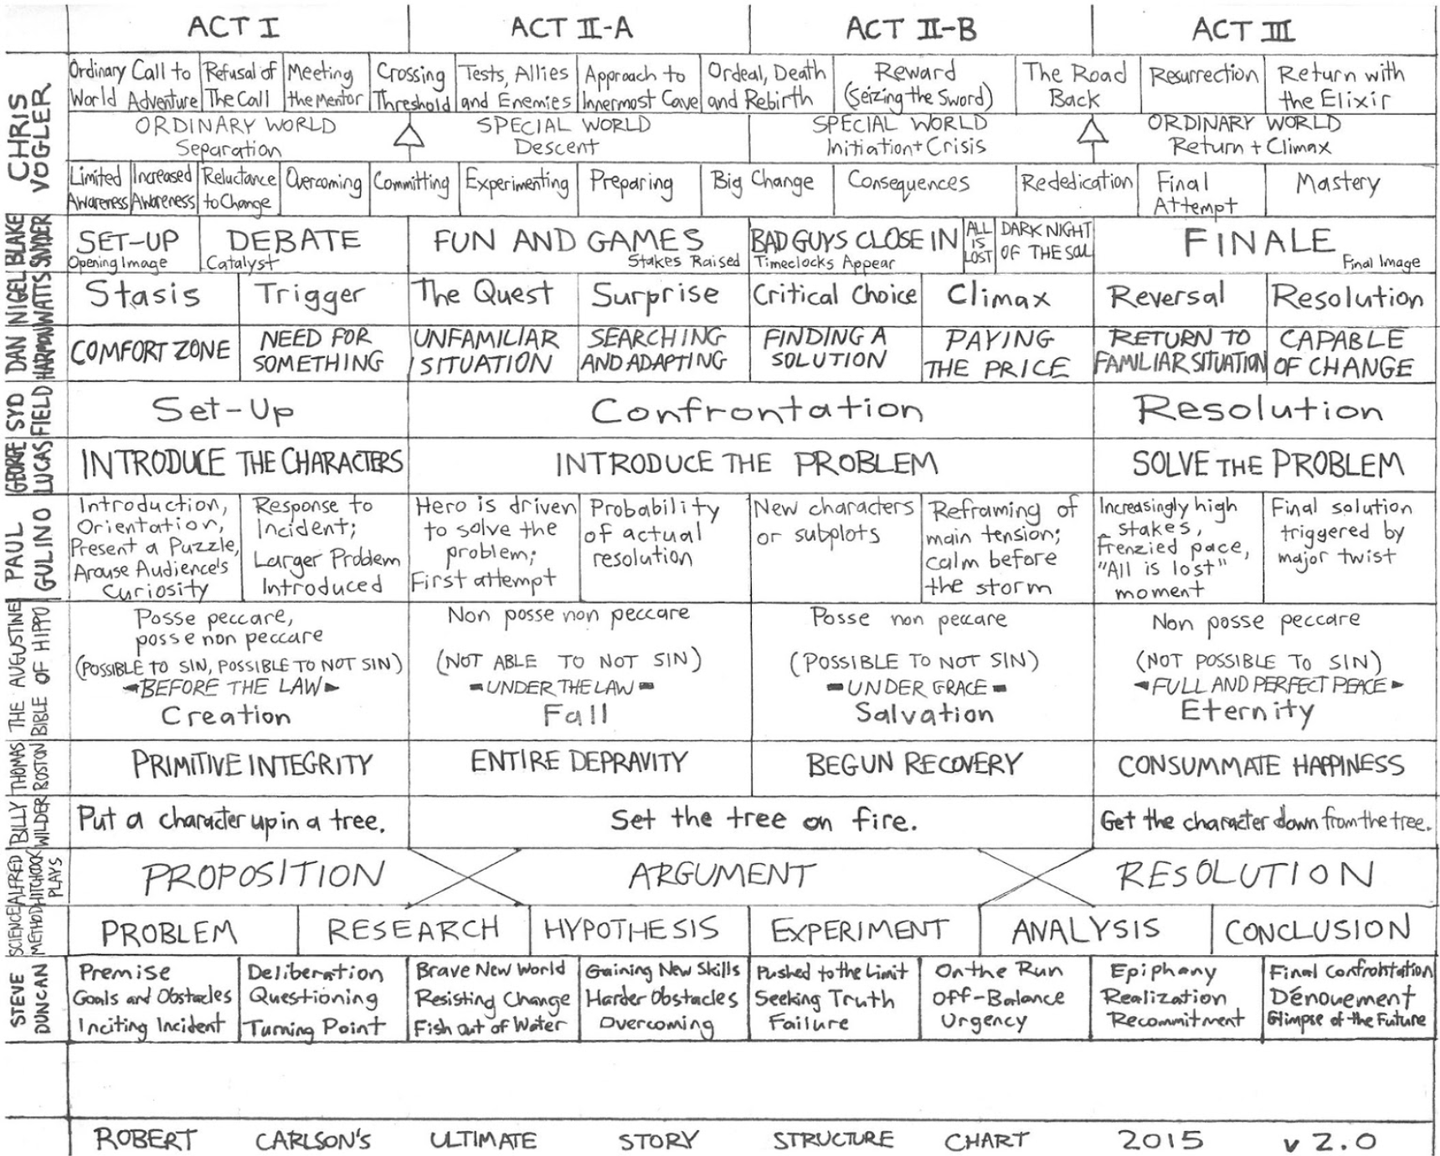 ACT I ACT II-A ACT II-B ACT III
CHRIS VOGLER
Ordinary World
Call to Adventure
Refusal of The Call
Meeting the Mentor
Crossing Threshold
Tests, Allies and Enemies
Approach to Innermost Cave
Ordeal, Death and Rebirth
Reward (Seizing the Sword)
The Road Back
Resurrection
Return with the Elixir
ORDINARY WORLD
Separation
SPECIAL WORLD
Descent
SPECIAL WORLD
Initiation + Crisis
ORDINARY WORLD
Return + Climax
Limited Awareness
Increased Awareness
Reluctance to Change
Overcoming
Committing
Experimenting
Preparing
Big Change
Consequences
Rededication
Final Attempt
Mastery
BLAKE SNYDER
SET-UP
Opening Image
DEBATE
Catalyst
FUN AND GAMES
Stakes Raised
BAD GUYS CLOSE IN
Timeclocks Appear
ALL IS LOST
DARK NIGHT OF THE SOUL
FINALE
Final Image
NIGEL WATTS
Stasis
Trigger
The Quest
Surprise
Critical Choice
Climax
Reversal
Resolution
DAN HARMON
COMFORT ZONE
NEED FOR SOMETHING
UNFAMILIAR SITUATION
SEARCHING AND ADAPTING
FINDING A SOLUTION
PAYING THE PRICE
RETURN TO FAMILIAR SITUATION
CAPABLE OF CHANGE
SYD FIELD
Set-Up
Confrontation
Resolution
GEORGE LUCAS
INTRODUCE THE CHARACTERS
INTRODUCE THE PROBLEM
SOLVE THE PROBLEM
PAUL GULINO
Introduction,
Orientation,
Present a Puzzle,
Arouse Audience's
Curiosity
Response to
Incident;
Larger Problem
Introduced
Hero is driven
to solve the
problem;
First attempt
Probability
of actual
resolution
New characters
or subplots
Reframing of
main tension;
calm before
the storm
Increasingly high
stakes,
frenzied pace,
"All is lost"
moment
Final solution
triggered by
major twist
AUGUSTINE OF HIPPO
Posse peccare,
posse non peccare
(POSSIBLE TO SIN, POSSIBLE TO NOT SIN)
BEFORE THE LAW
Non posse non peccare
(NOT ABLE TO NOT SIN)
UNDER THE LAW
Posse non peccare
(POSSIBLE TO NOT SIN)
UNDER GRACE
Non posse peccare
(NOT POSSIBLE TO SIN)
FULL AND PERFECT PEACE
THE BIBLE
Creation
Fall
Salvation
Eternity
THOMAS BOSTON
PRIMITIVE INTEGRITY
ENTIRE DEPRAVITY
BEGUN RECOVERY
CONSUMMATE HAPPINESS
BILLY WILDER
Put a character up in a tree.
Set the tree on fire.
Get the character down from the tree.
ALFRED HITCHCOCK PLAYS
PROPOSITION
ARGUMENT
RESOLUTION
SCIENCE METHOD
PROBLEM
RESEARCH
HYPOTHESIS
EXPERIMENT
ANALYSIS
CONCLUSION
STEVE DUNCAN
Premise
Goals and Obstacles
Inciting Incident
Deliberation
Questioning
Turning Point
Brave New World
Resisting Change
Fish out of Water
Gaining New Skills
Harder Obstacles
Overcoming
Pushed to the Limit
Seeking Truth
Failure
On the Run
Off-Balance
Urgency
Epiphany
Realization
Recommitment
Final Confrontation
Dénouement
Glimpse of the Future
ROBERT CARLSON'S ULTIMATE STORY STRUCTURE CHART 2015 v 2.0